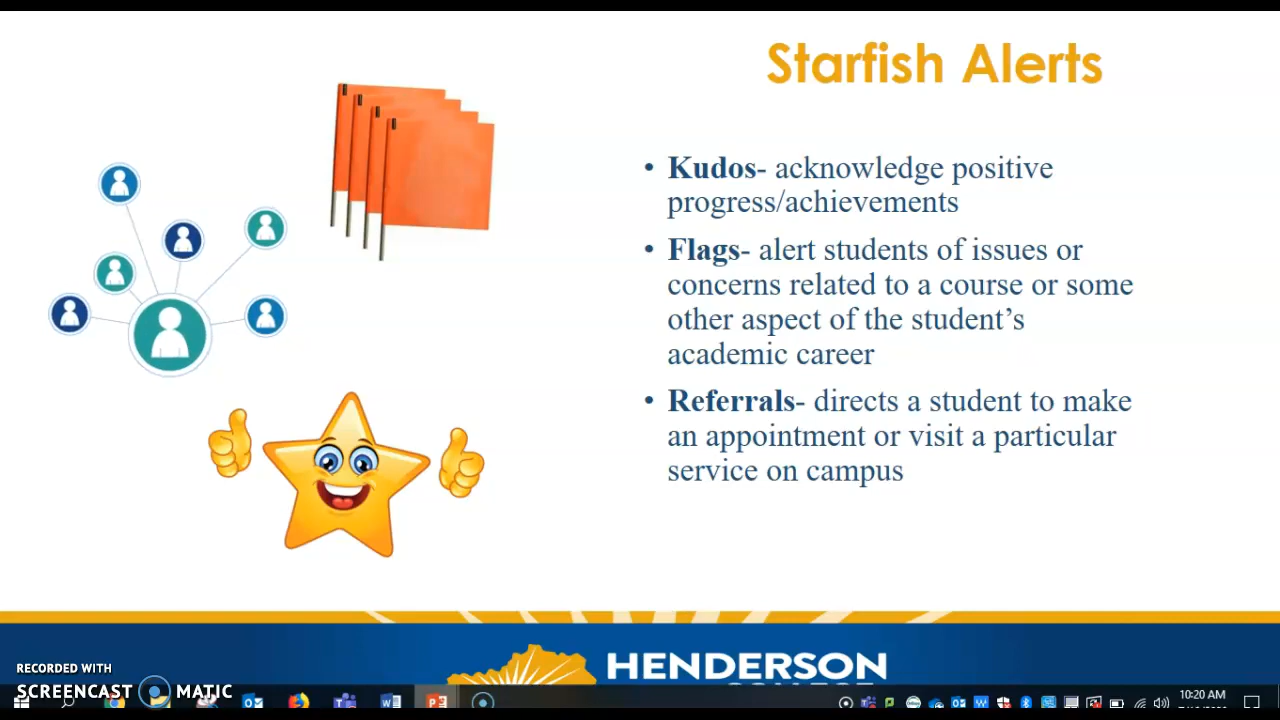 Starfish Alerts
• Kudos- acknowledge positive
progress/achievements
• Flags- alert students of issues or
concerns related to a course or some
other aspect of the student's
academic career
• Referrals- directs a student to make
an appointment or visit a particular
service on campus
HENDERSON
RECORDED WITH
SCREENCAST MATIC
10:20 AM